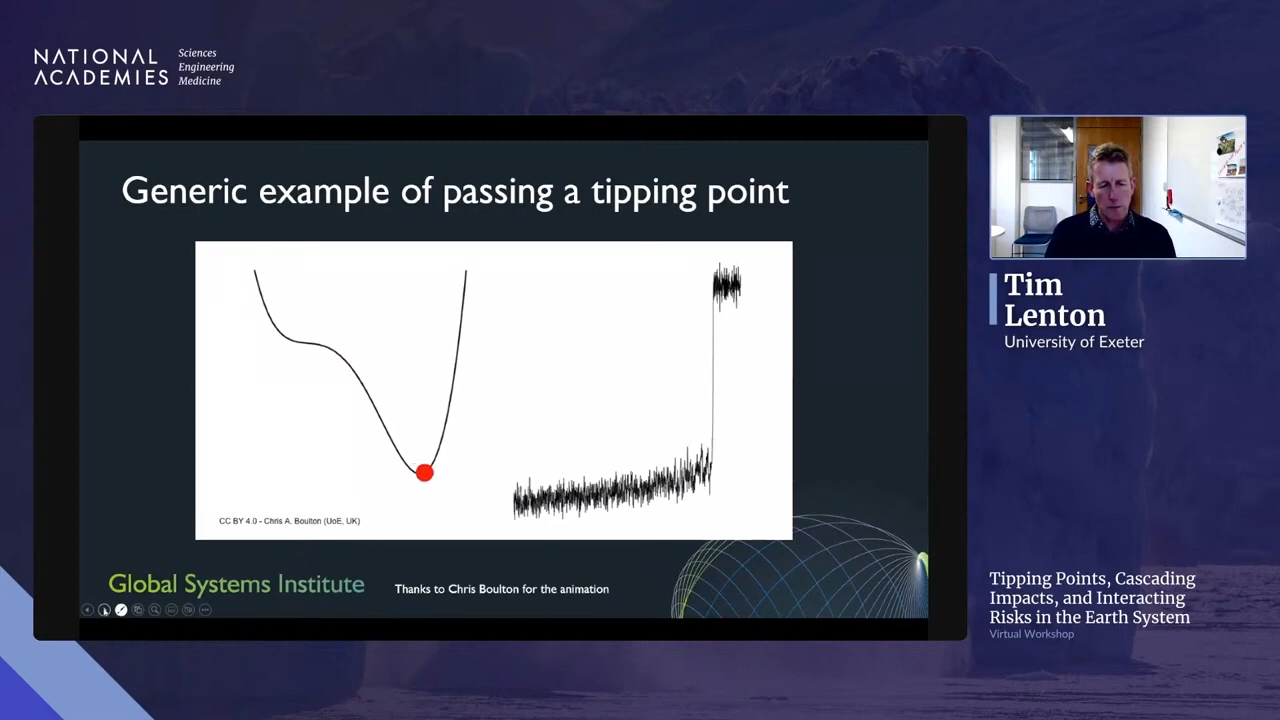 NATIONAL
ACADEMIES
Sciences
Engineering
Medicine
Generic example of passing a tipping point
CC BY 4.0 - Chris A. Boulton (UoE, UK)
Global Systems Institute
Thanks to Chris Boulton for the animation
Tim
Lenton
University of Exeter
Tipping Points, Cascading
Impacts, and Interacting
Risks in the Earth System
Virtual Workshop